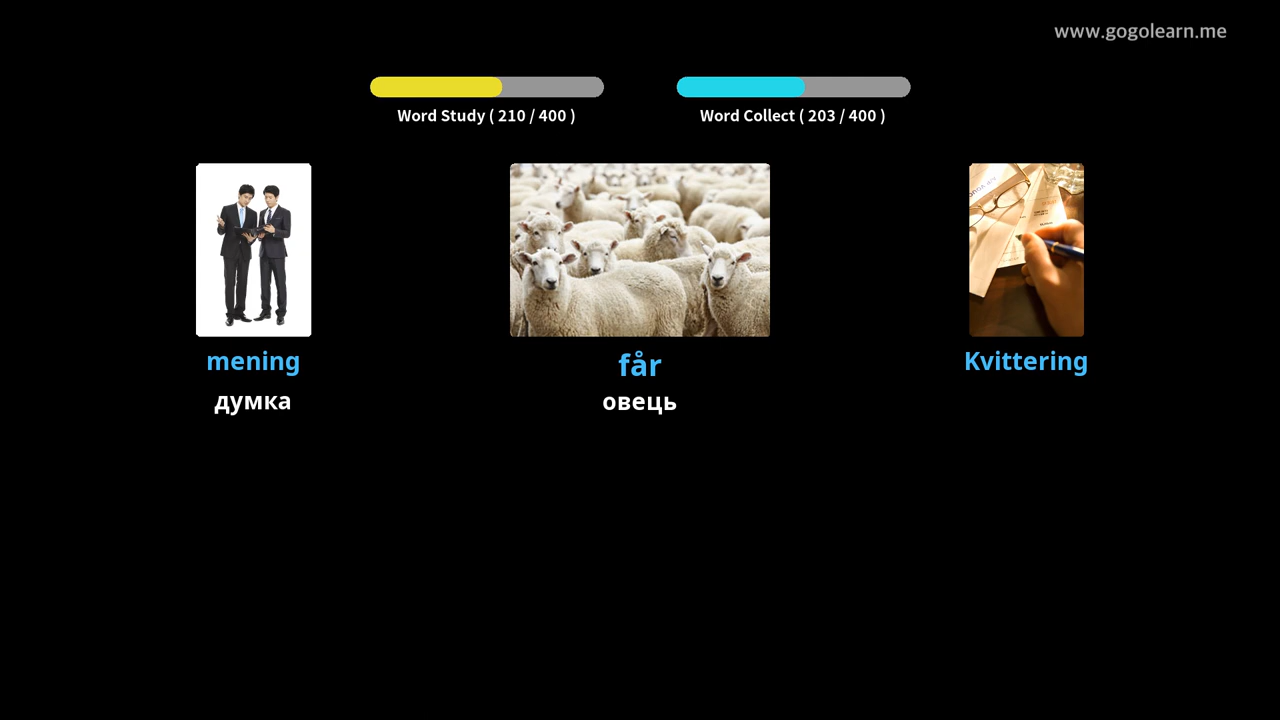 www.gogolearn.me
Word Study ( 210 / 400 )
Word Collect ( 203 / 400 )
mening
думка
får
овець
Kvittering